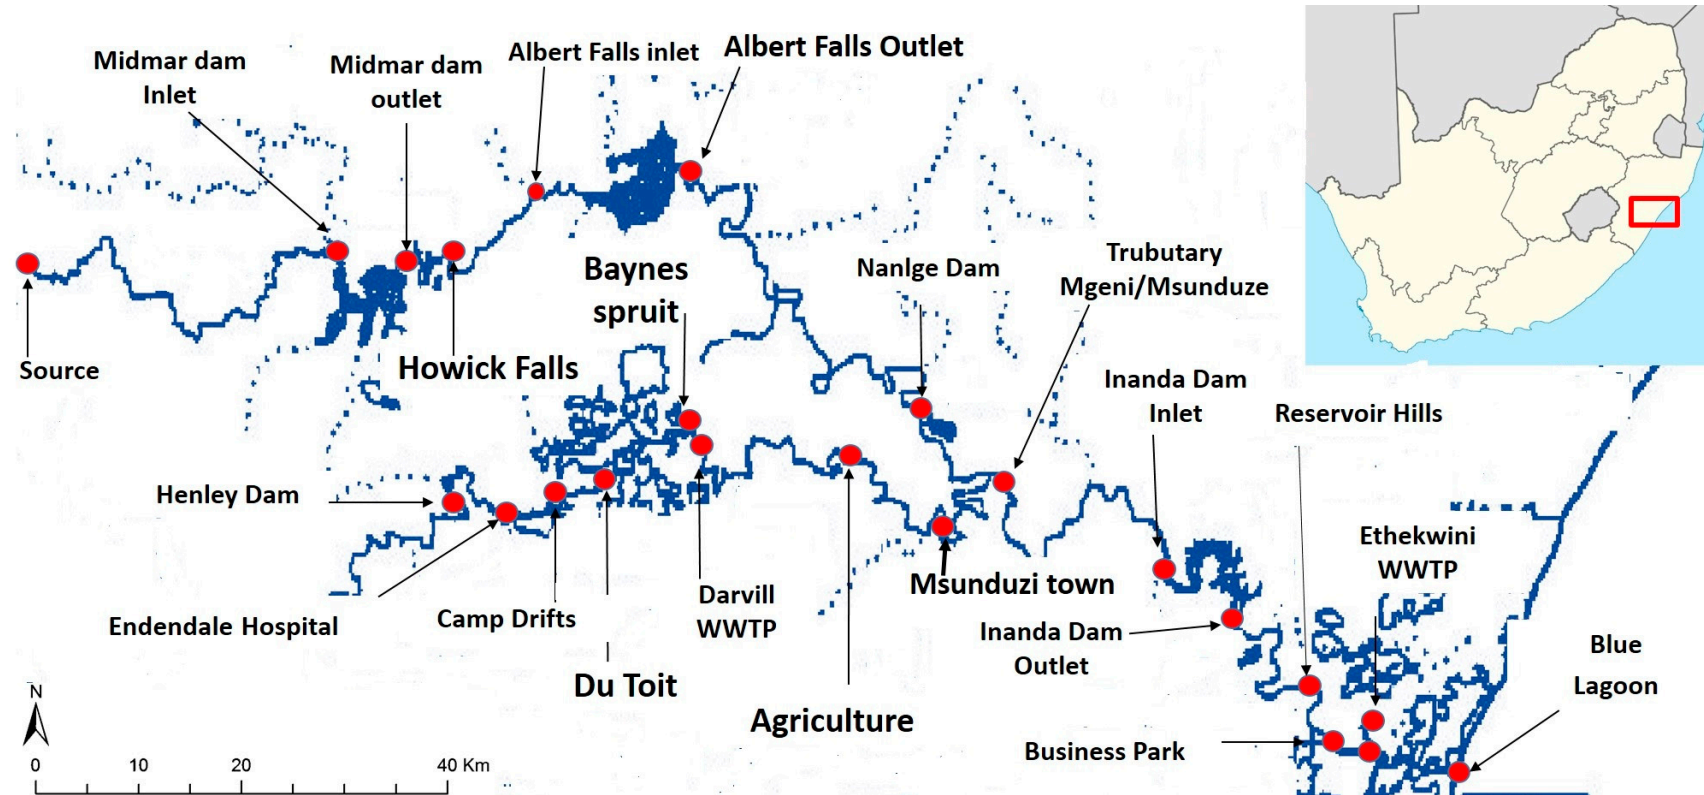 Midmar dam
Inlet
Midmar dam
outlet
Albert Falls inlet
Albert Falls Outlet
Source
Howick Falls
Baynes
spruit
Nanlge Dam
Trubutary
Mgeni/Msunduze
Inanda Dam
Inlet
Reservoir Hills
Henley Dam
Endendale Hospital
Camp Drifts
Du Toit
Darvill
WWTP
Agriculture
Msunduzi town
Inanda Dam
Outlet
Ethekwini
WWTP
Blue
Lagoon
Business Park
N
0 10 20 40 Km